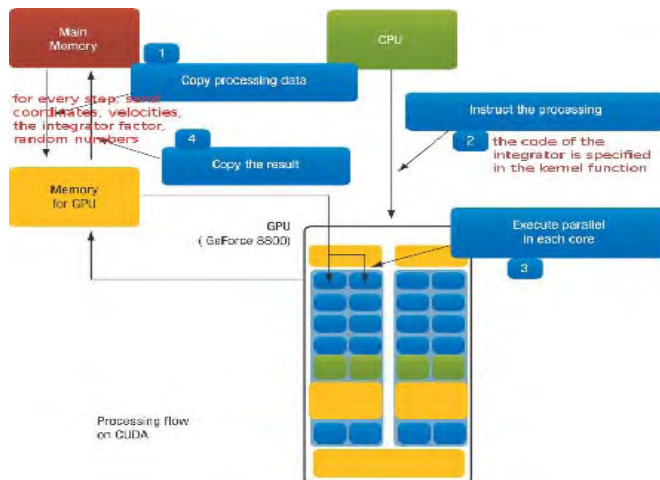 Main
Memory
CPU
1
Copy processing data
for every step: send
coordinates, velocities,
the integrator factor,
random numbers
Instruct the processing
2
the code of the
integrator is specified
in the kernel function
4
Copy the result
Memory
for GPU
GPU
( GeForce 8800)
Execute parallel
in each core
3
Processing flow
on CUDA